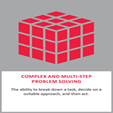 COMPLEX AND MULTI-STEP
PROBLEM SOLVING
The ability to break down a task, decide on a
suitable approach, and then act.